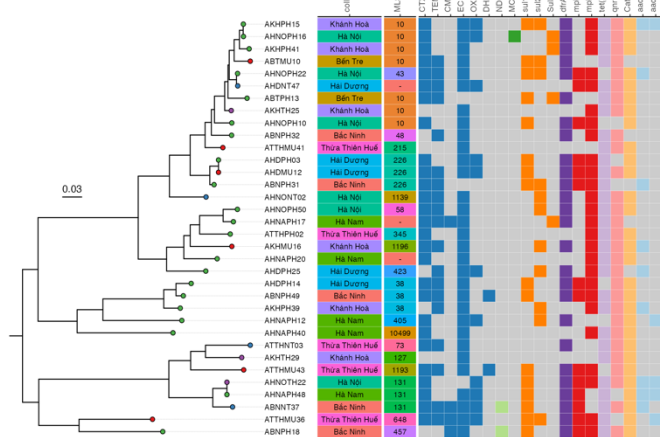 coll ML CT TE CM EC OX DH ND MC sul sul Sul dfrA mp mp tet( qnr Cat aac aac
AKHPH15 Khánh Hoà 10
AHNOPH16 Hà Nội 10
AKHPH41 Khánh Hoà 10
ABTMU10 Bến Tre 10
AHNOPH22 Hà Nội 43
AHDNT47 Hải Dương -
ABTPH13 Bến Tre 10
AKHTH25 Khánh Hoà 10
AHNOPH10 Hà Nội 10
ABNPH32 Bắc Ninh 48
ATTHMU41 Thừa Thiên Huế 215
AHDPH03 Hải Dương 226
AHDMU12 Hải Dương 226
ABNPH31 Bắc Ninh 226
0.03
AHNONT02 Hà Nội 1139
AHNOPH50 Hà Nội 58
AHNAPH17 Hà Nam -
ATTHPH02 Thừa Thiên Huế 345
AKHMU16 Khánh Hoà 1196
AHNAPH20 Hà Nam -
AHDPH25 Hải Dương 423
AHDPH14 Hải Dương 38
ABNPH49 Bắc Ninh 38
AKHPH39 Khánh Hoà 38
AHNAPH12 Hà Nam 405
AHNAPH40 Hà Nam 10499
ATTHNT03 Thừa Thiên Huế 73
AKHTH29 Khánh Hoà 127
ATTHMU43 Thừa Thiên Huế 1193
AHNOTH22 Hà Nội 131
AHNAPH48 Hà Nam 131
ABNNT37 Bắc Ninh 131
ATTHMU36 Thừa Thiên Huế 648
ABNPH18 Bắc Ninh 457